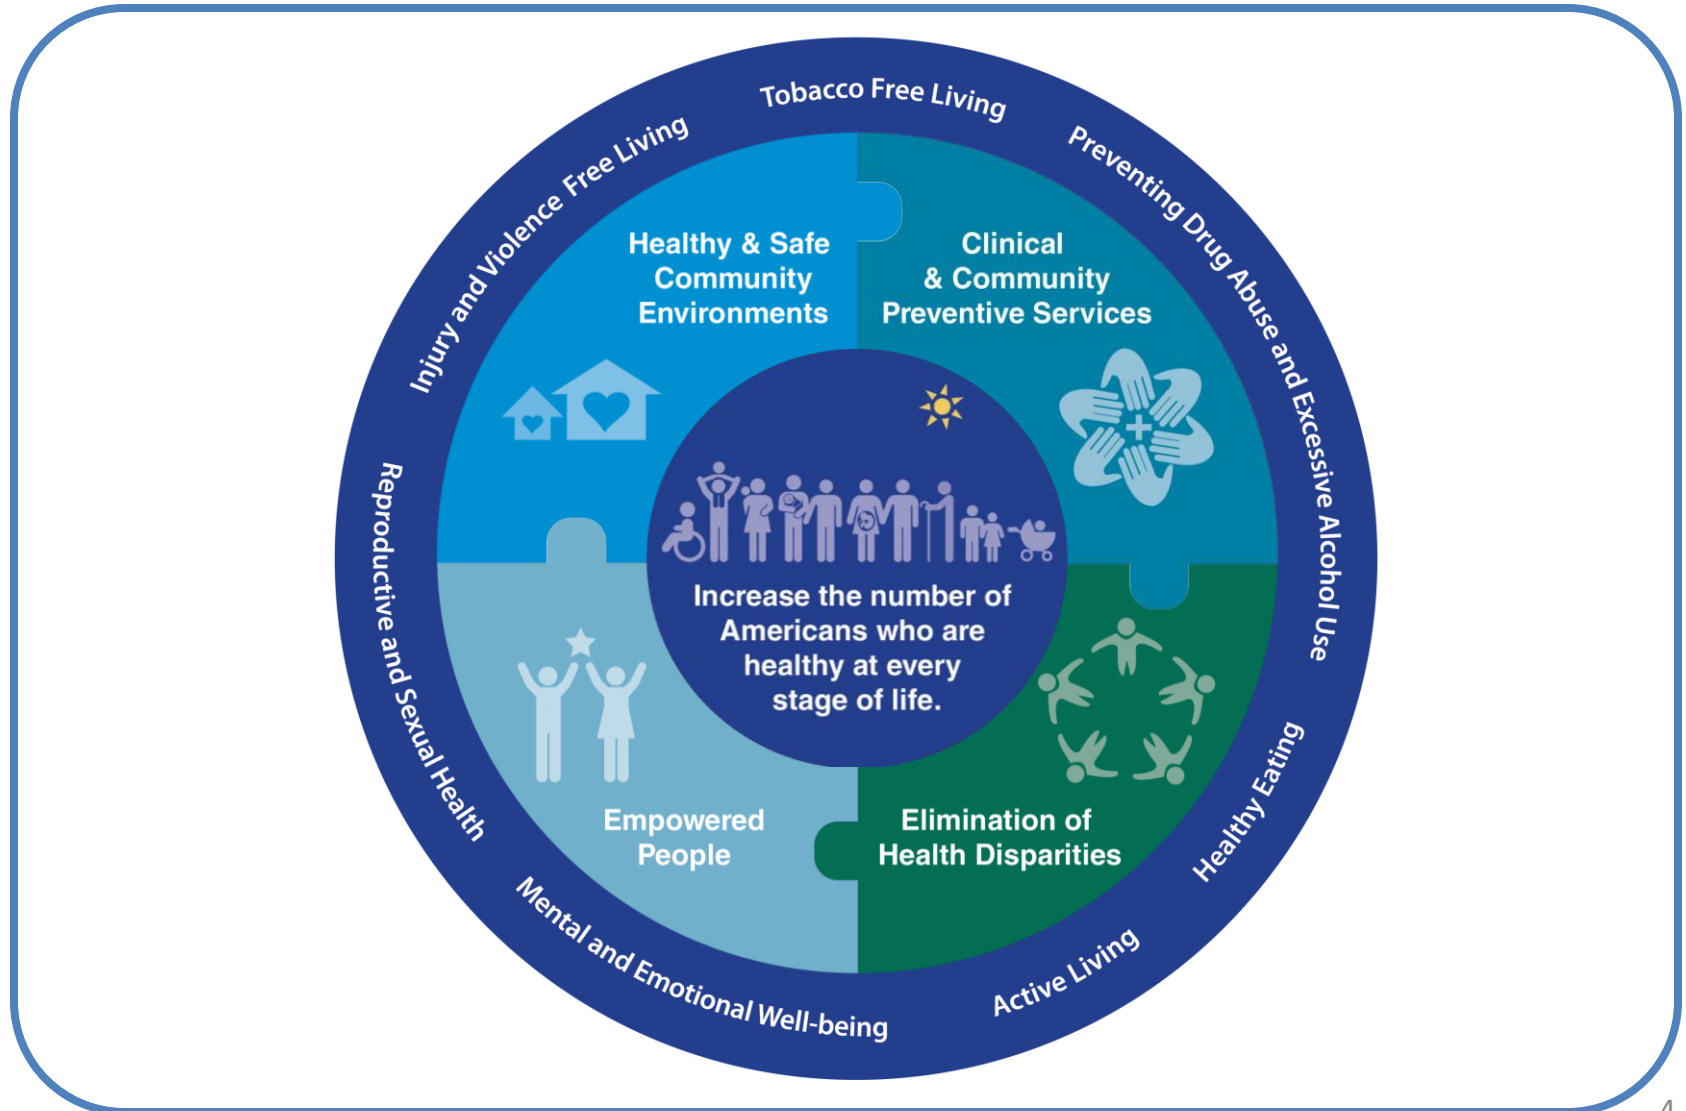 Tobacco Free Living
Preventing Drug Abuse and Excessive Alcohol Use
Healthy Eating
Active Living
Mental and Emotional Well-being
Reproductive and Sexual Health
Injury and Violence Free Living
Healthy & Safe
Community
Environments
Clinical
& Community
Preventive Services
Increase the number of
Americans who are
healthy at every
stage of life.
Empowered
People
Elimination of
Health Disparities
4